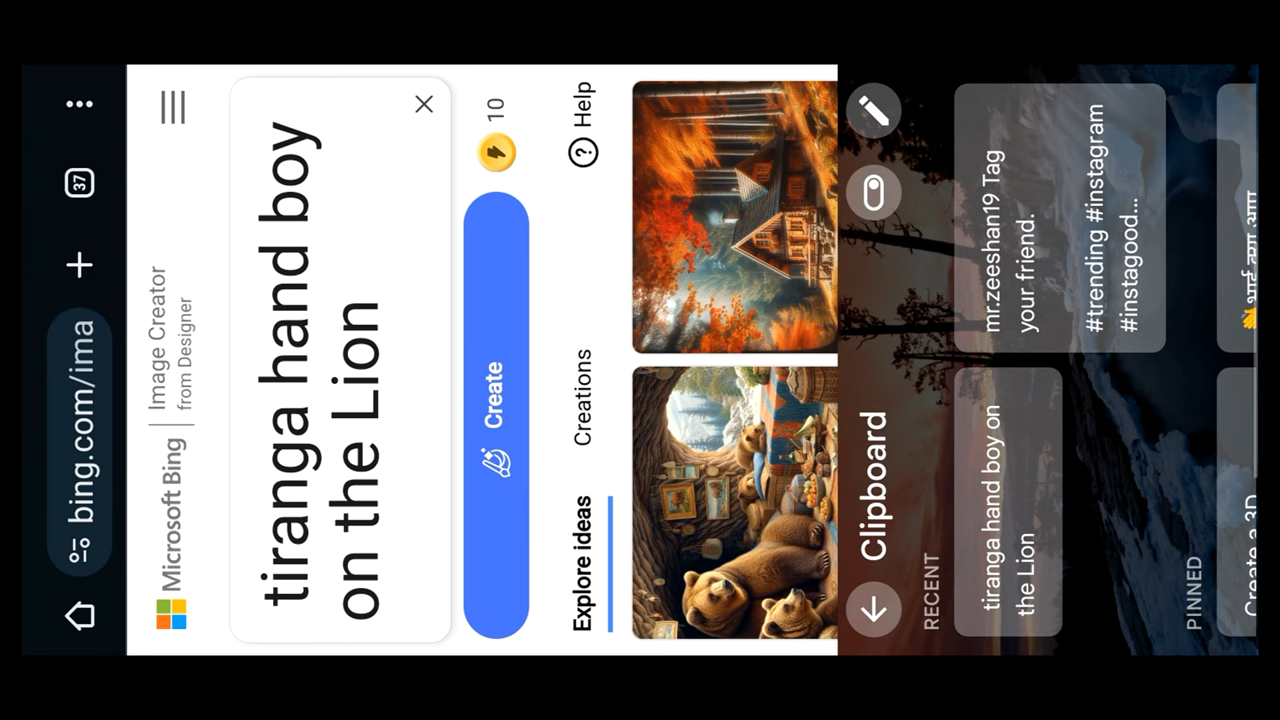 bing.com/ima
37
Microsoft Bing
Image Creator
from Designer
tiranga hand boy
on the Lion
Create
10
Explore ideas
Creations
Help
Clipboard
RECENT
tiranga hand boy on
the Lion
mr.zeeshan19 Tag
your friend.
#trending #instagram
#instagood...
PINNED
Create a 3D